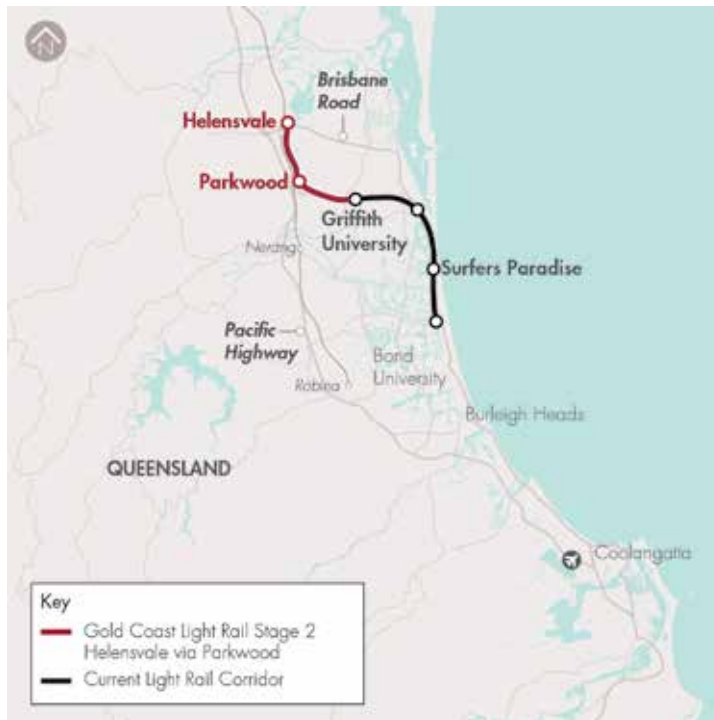 N
Brisbane
Road
Helensvale
Parkwood
Griffith
University
Nerang
Surfers Paradise
Pacific
Highway
Bond
University
Robina
Burleigh Heads
QUEENSLAND
Coolangatta
Key
Gold Coast Light Rail Stage 2
Helensvale via Parkwood
Current Light Rail Corridor